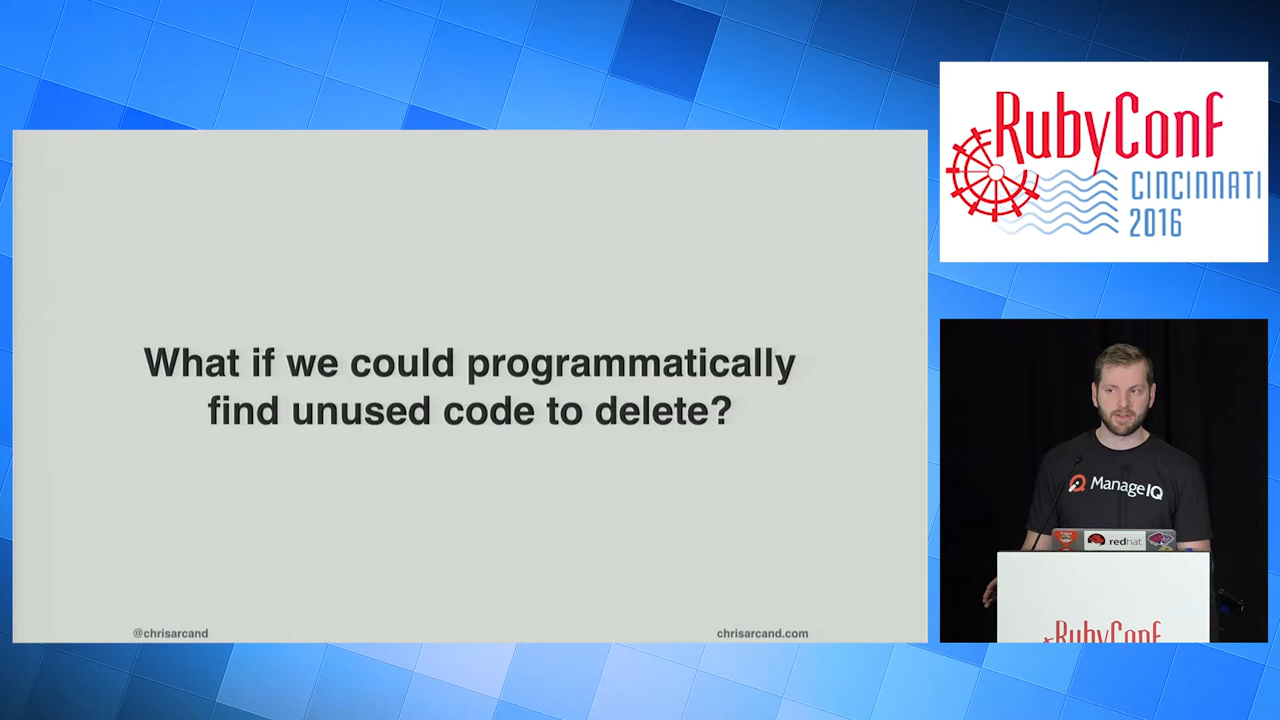 What if we could programmatically
find unused code to delete?
@chrisarcand
chrisarcand.com
RubyConf
CINCINNATI
2016
ManageIQ
redhat
RubyConf